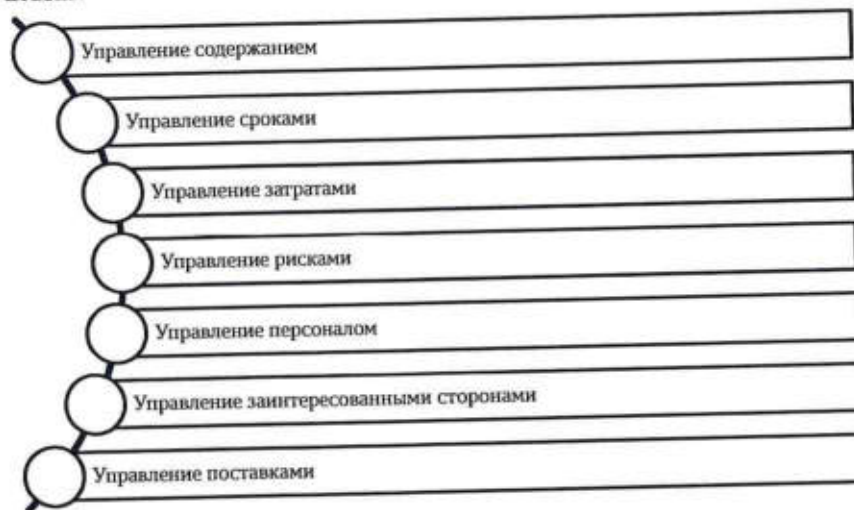 Управление содержанием
Управление сроками
Управление затратами
Управление рисками
Управление персоналом
Управление заинтересованными сторонами
Управление поставками